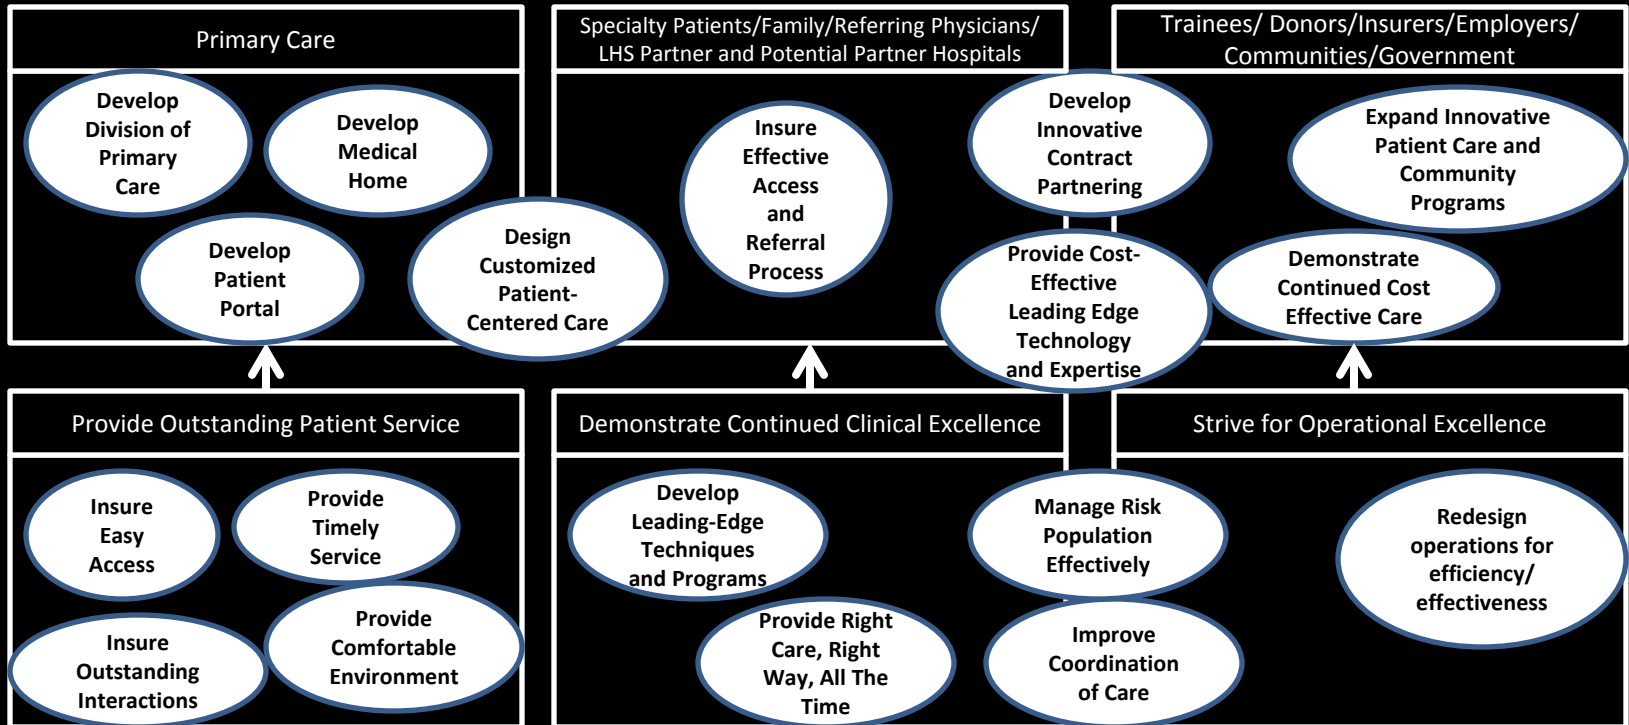 Primary Care
Specialty Patients/Family/Referring Physicians/
LHS Partner and Potential Partner Hospitals
Trainees/ Donors/Insurers/Employers/
Communities/Government
Develop
Division of
Primary
Care
Develop
Medical
Home
Develop
Patient
Portal
Design
Customized
Patient-
Centered Care
Insure
Effective
Access
and
Referral
Process
Develop
Innovative
Contract
Partnering
Provide Cost-
Effective
Leading Edge
Technology
and Expertise
Expand Innovative
Patient Care and
Community
Programs
Demonstrate
Continued Cost
Effective Care
Provide Outstanding Patient Service
Demonstrate Continued Clinical Excellence
Strive for Operational Excellence
Insure
Easy
Access
Provide
Timely
Service
Insure
Outstanding
Interactions
Provide
Comfortable
Environment
Develop
Leading-Edge
Techniques
and Programs
Provide Right
Care, Right
Way, All The
Time
Manage Risk
Population
Effectively
Improve
Coordination
of Care
Redesign
operations for
efficiency/
effectiveness